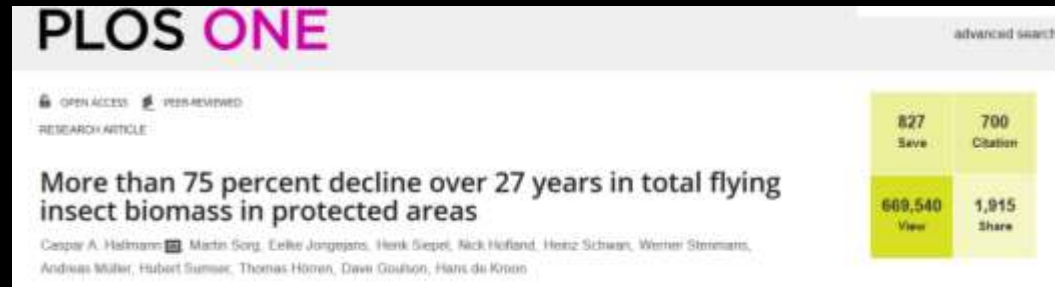 PLOS ONE
advanced search
OPEN ACCESS PEER-REVIEWED
RESEARCH ARTICLE
827 Save
700 Citation
More than 75 percent decline over 27 years in total flying
insect biomass in protected areas
669,540 View
1,915 Share
Caspar A. Hallmann, Martin Sorg, Eelke Jongejans, Henk Siepel, Nick Hofland, Heinz Schwan, Werner Stenmans,
Andreas Müller, Hubert Sumser, Thomas Hörren, Dave Goulson, Hans de Kroon